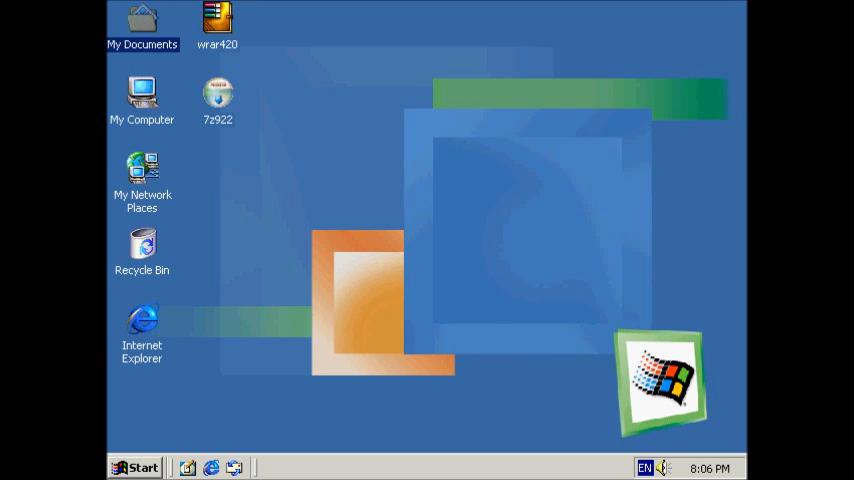 My Documents
wrar420
My Computer
7z922
My Network
Places
Recycle Bin
Internet
Explorer
Start
EN
8:06 PM